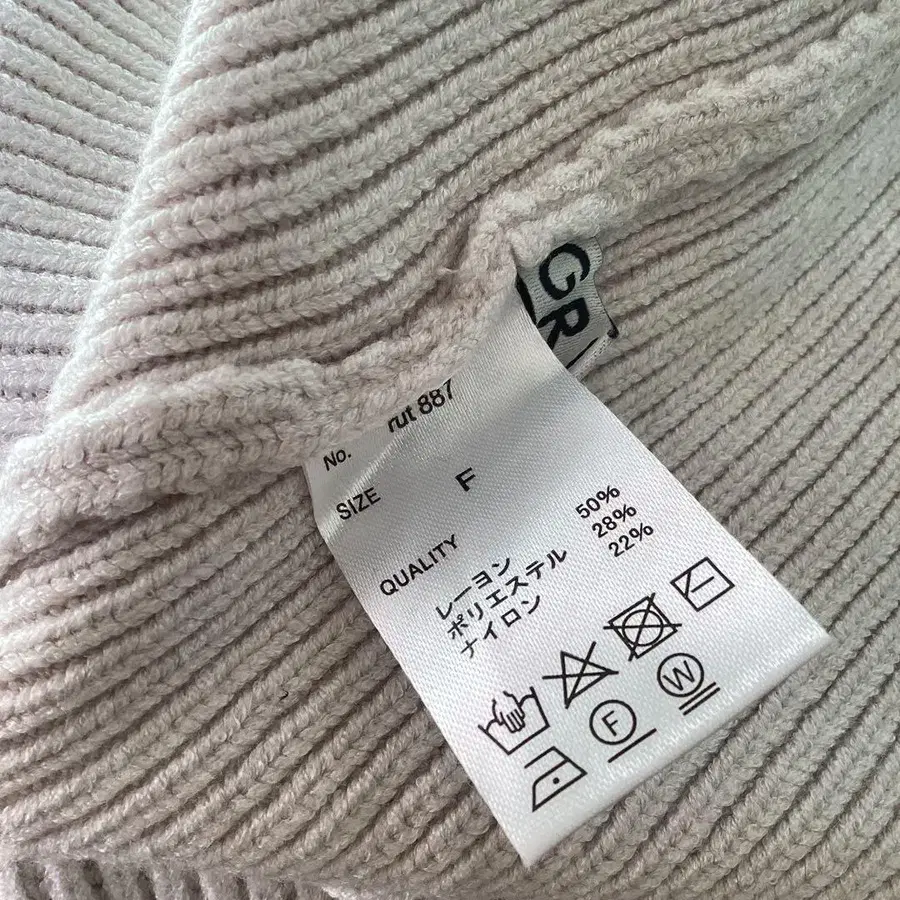 GR
No. rut 887
SIZE F
QUALITY
レーヨン 50%
ポリエステル 28%
ナイロン 22%
F W